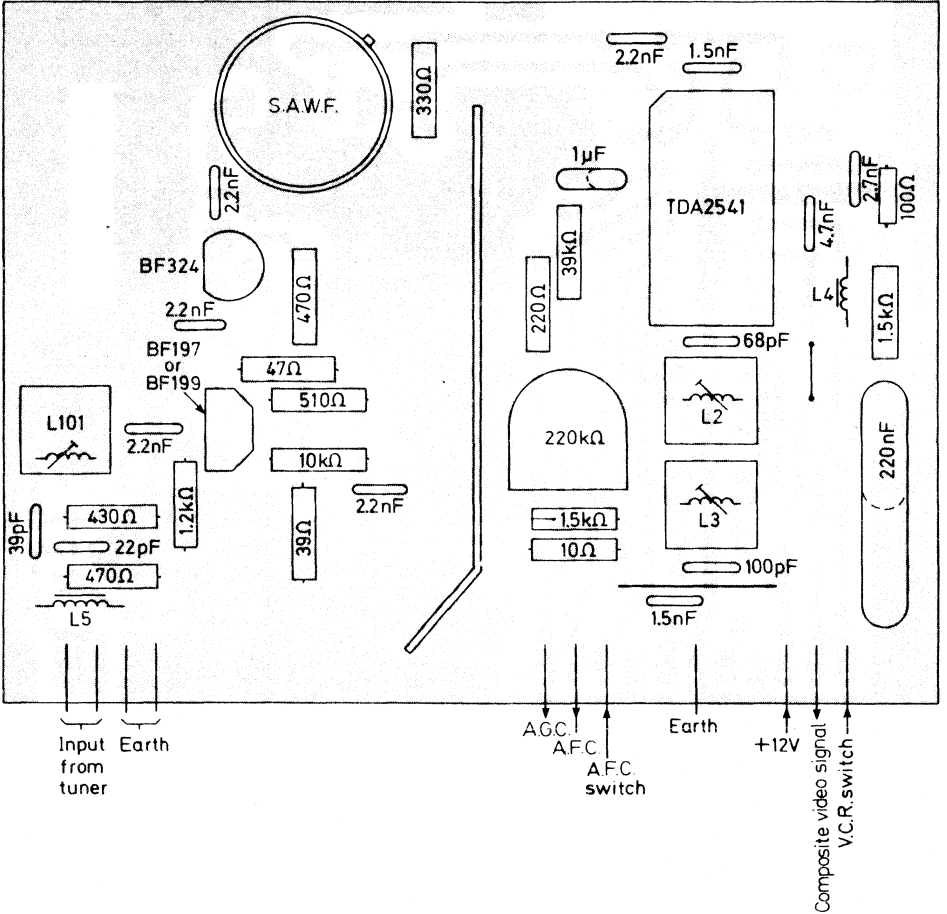 S.A.W.F.
330Ω
2.2nF
1.5nF
1µF
TDA2541
2.7nF
100Ω
2.2nF
4.7nF
39kΩ
BF324
470Ω
220Ω
L4
1.5kΩ
2.2nF
68pF
BF197
or
BF199
47Ω
510Ω
L2
L101
2.2nF
220kΩ
220nF
10kΩ
1.2kΩ
2.2nF
L3
39pF
430Ω
39Ω
1.5kΩ
22pF
10Ω
470Ω
100pF
L5
1.5nF
Input
from
tuner
Earth
A.G.C.
A.F.C.
A.F.C.
switch
Earth
+12V
Composite video signal
V.C.R. switch